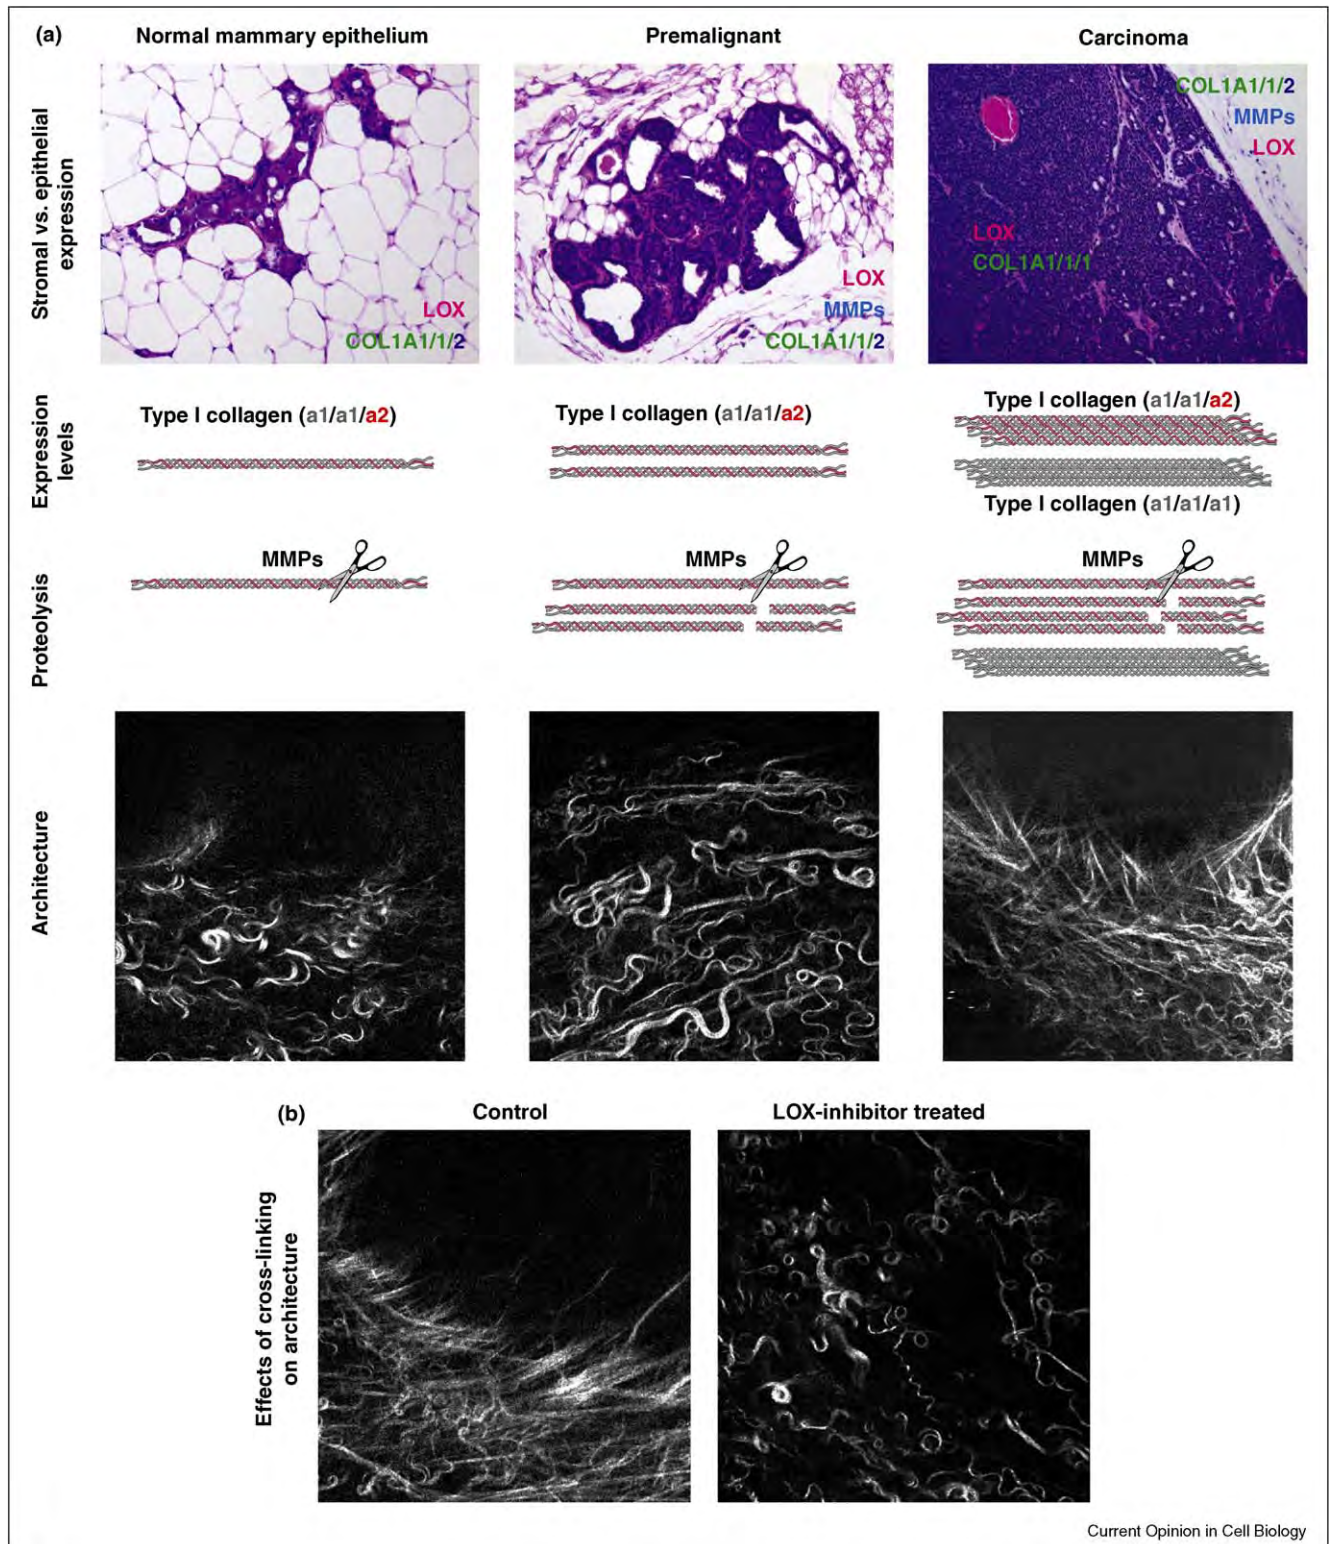 (a)
Normal mammary epithelium
Premalignant
Carcinoma
Stromal vs. epithelial
expression
LOX
COL1A1/1/2
LOX
MMPs
COL1A1/1/2
COL1A1/1/2
MMPs
LOX
LOX
COL1A1/1/1
Expression
levels
Type I collagen (a1/a1/a2)
Type I collagen (a1/a1/a2)
Type I collagen (a1/a1/a2)
Type I collagen (a1/a1/a1)
Proteolysis
MMPs
MMPs
MMPs
Architecture
(b)
Control
LOX-inhibitor treated
Effects of cross-linking
on architecture
Current Opinion in Cell Biology